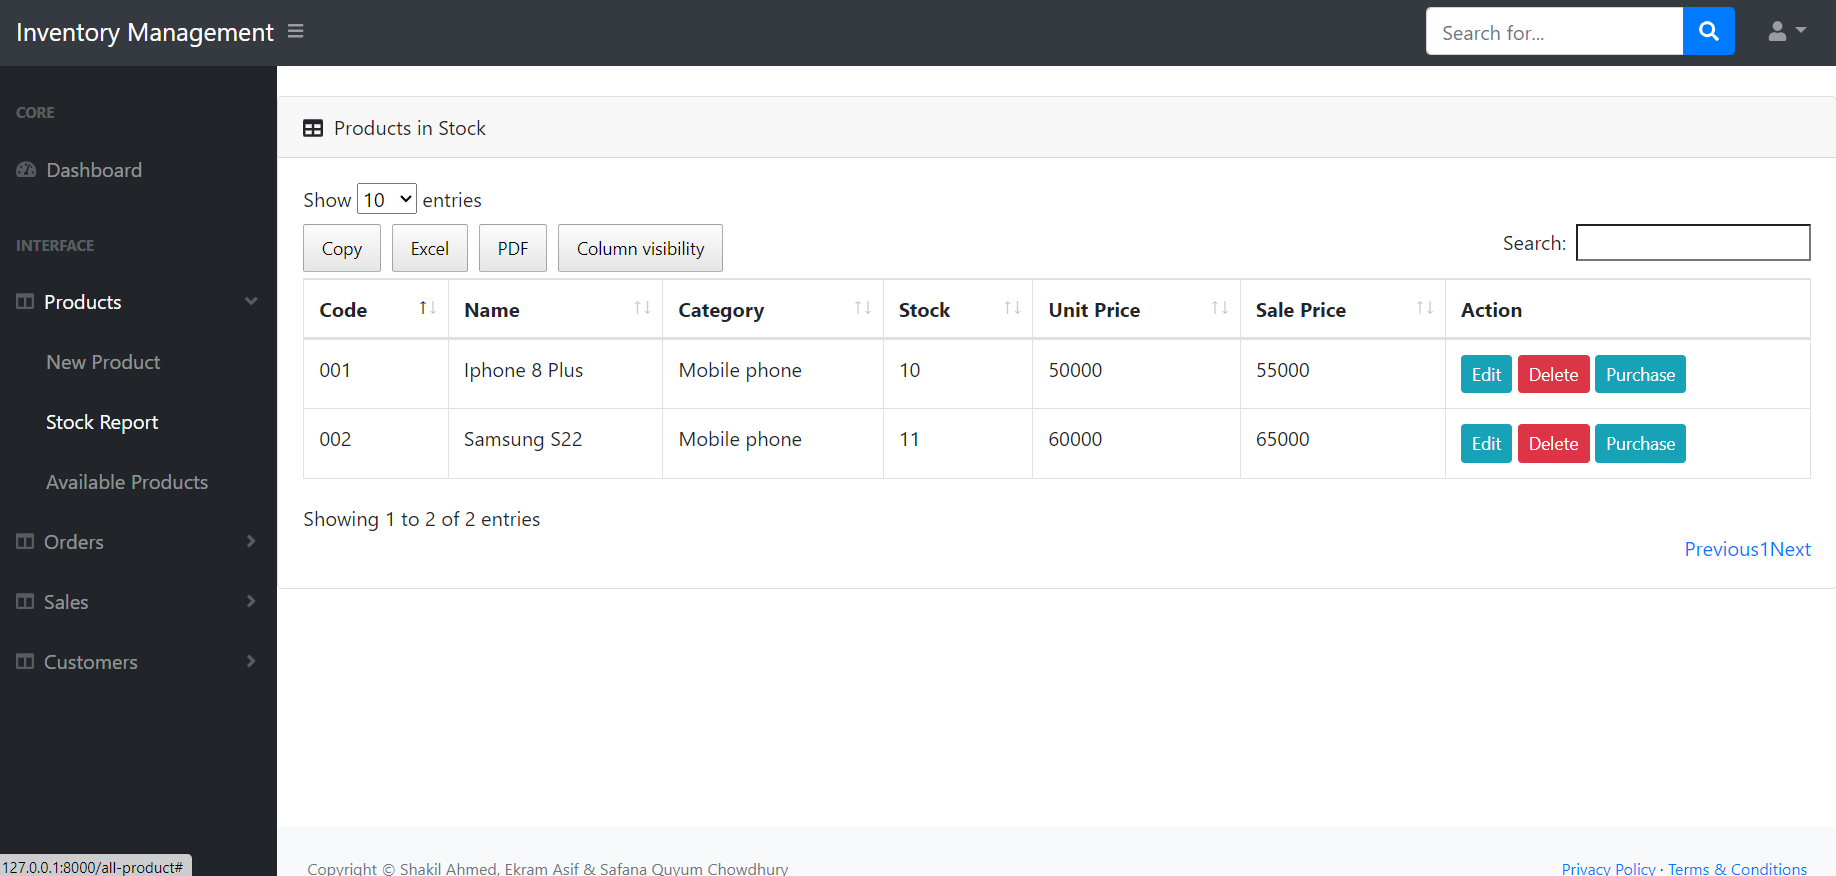 Inventory Management
Search for...
CORE
Dashboard
INTERFACE
Products
New Product
Stock Report
Available Products
Orders
Sales
Customers
Products in Stock
Show 10 entries
Copy Excel PDF Column visibility
Search:
Code Name Category Stock Unit Price Sale Price Action
001 Iphone 8 Plus Mobile phone 10 50000 55000 Edit Delete Purchase
002 Samsung S22 Mobile phone 11 60000 65000 Edit Delete Purchase
Showing 1 to 2 of 2 entries
Previous1Next
127.0.0.1:8000/all-product#
Copyright © Shakil Ahmed, Ekram Asif & Safana Quyum Chowdhury
Privacy Policy · Terms & Conditions